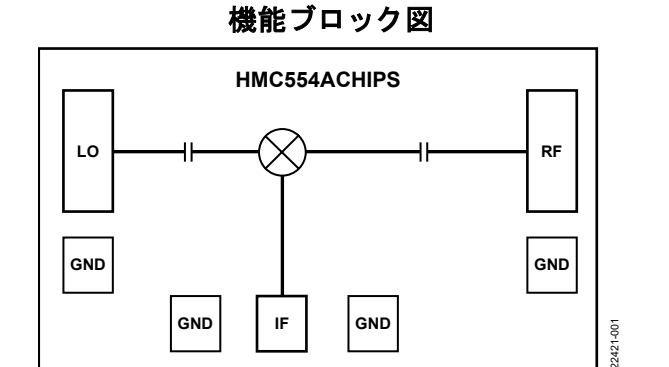 機能ブロック図
HMC554ACHIPS
LO
RF
GND
GND
GND
IF
GND
22421-001